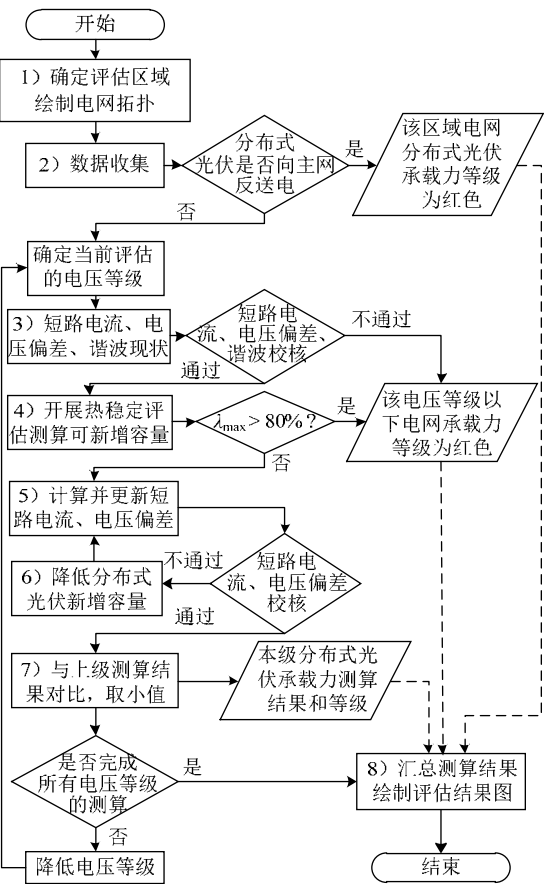 开始
1）确定评估区域
绘制电网拓扑
2）数据收集
分布式
光伏是否向主网
反送电
是
该区域电网
分布式光伏
承载力等级
为红色
否
确定当前评估
的电压等级
3）短路电流、电
压偏差、谐波现状
短路电
流、电压偏差、
谐波校核
不通过
通过
4）开展热稳定评
估测算可新增容量
λmax > 80%？
是
该电压等级以
下电网承载力
等级为红色
否
5）计算并更新短
路电流、电压偏差
短路电
流、电压偏差
校核
不通过
6）降低分布式
光伏新增容量
通过
7）与上级测算结
果对比，取小值
本级分布式光
伏承载力测算
结果和等级
是否完成
所有电压等级
的测算
是
8）汇总测算结果
绘制评估结果图
否
降低电压等级
结束